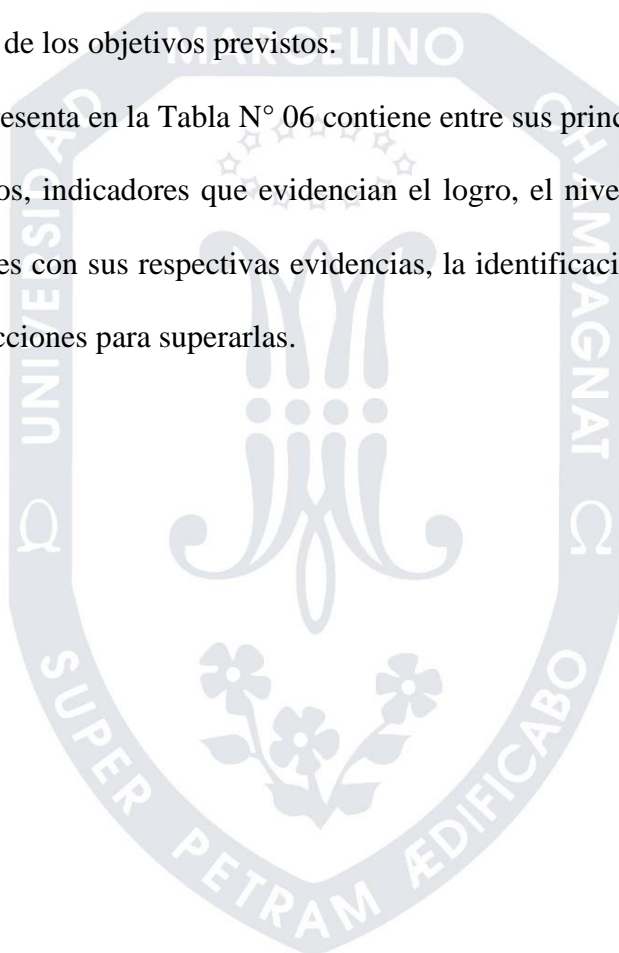 de los objetivos previstos.
esenta en la Tabla N° 06 contiene entre sus princ
os, indicadores que evidencian el logro, el nive
es con sus respectivas evidencias, la identificaci
cciones para superarlas.
UNIVERSIDAD MARCELINO CHAMPAGNAT
Ω Ω
SUPER PETRAM ÆDIFICABO